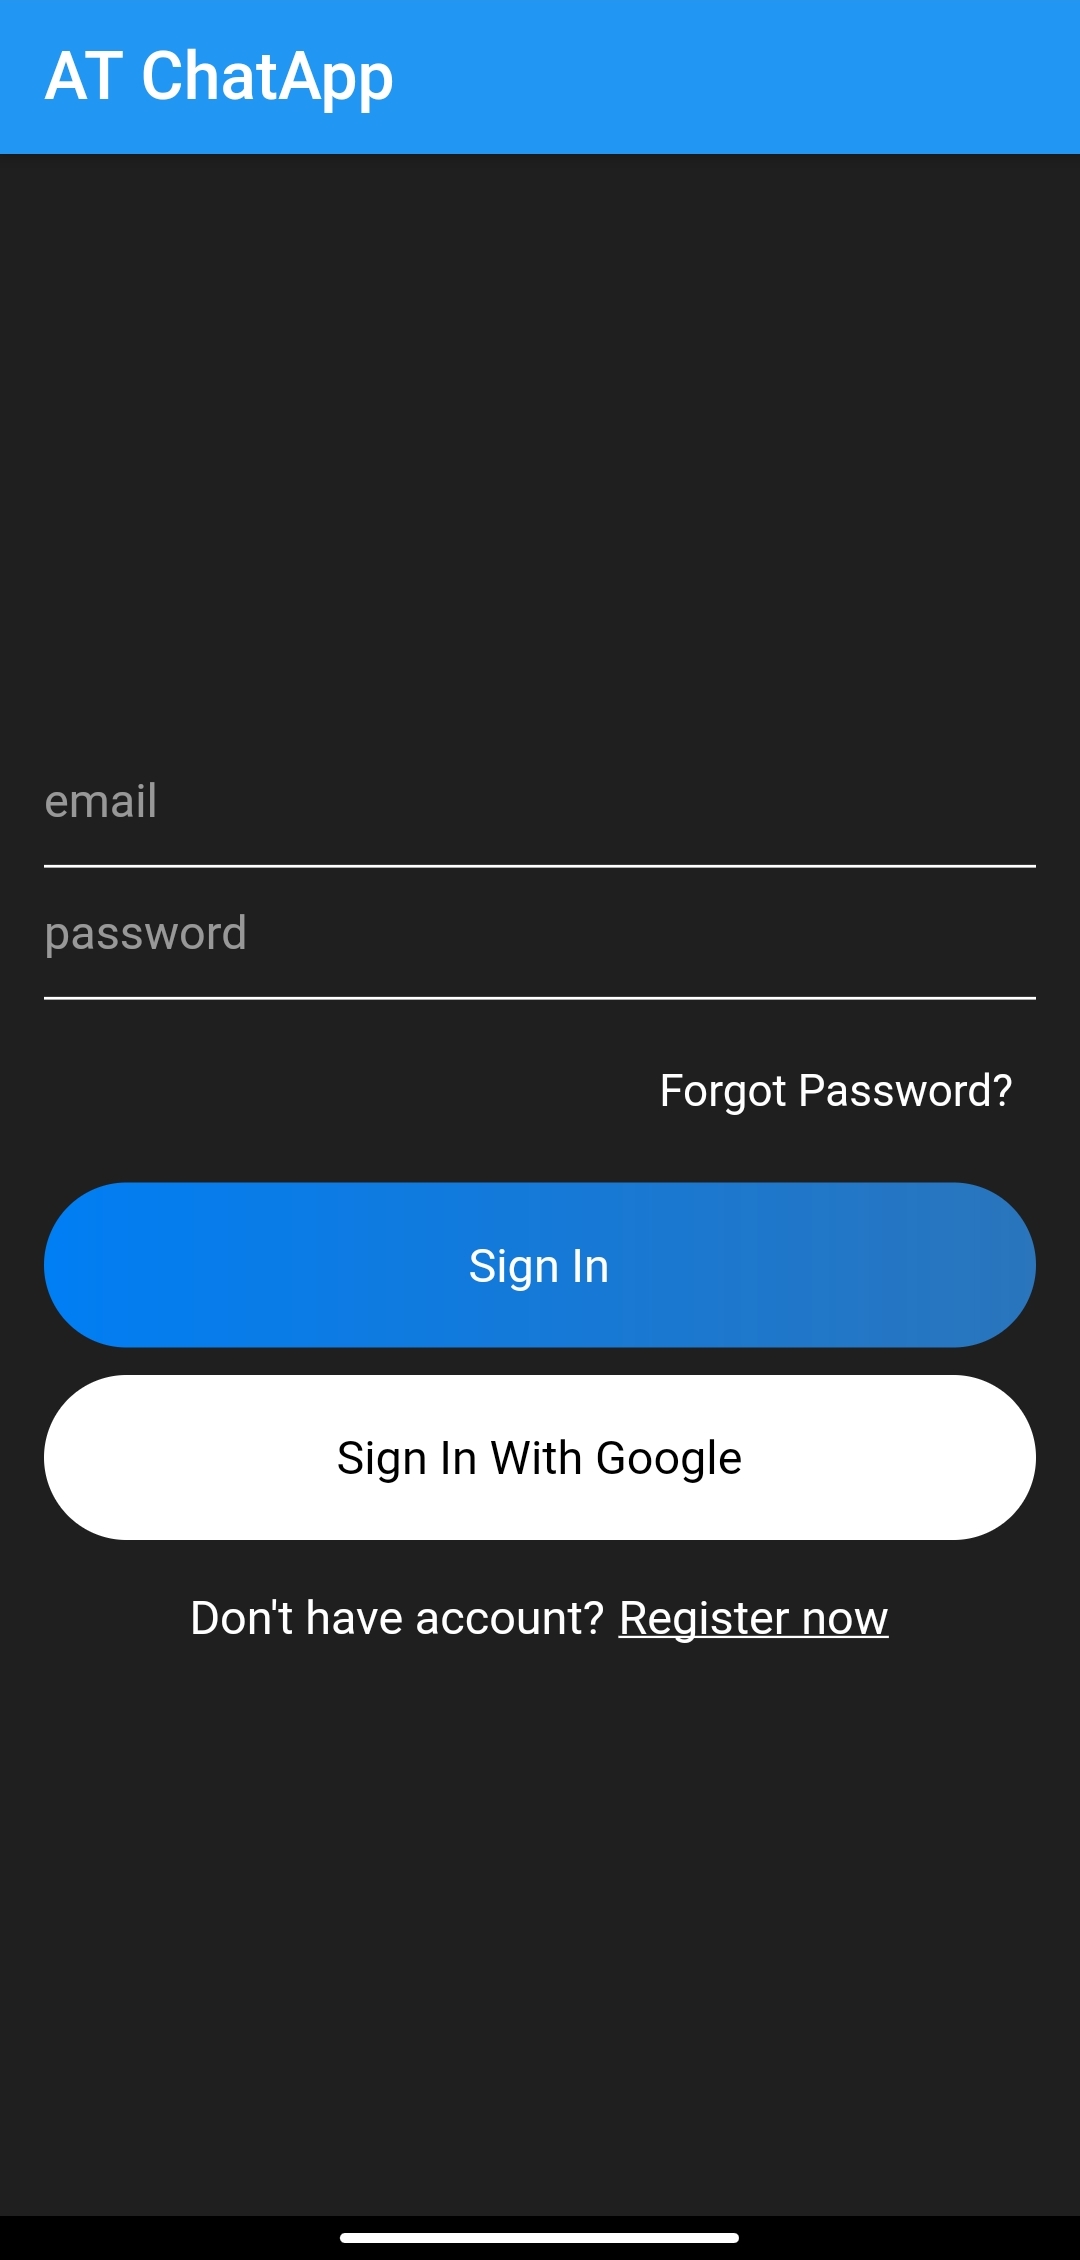 AT ChatApp
email
password
Forgot Password?
Sign In
Sign In With Google
Don't have account? Register now